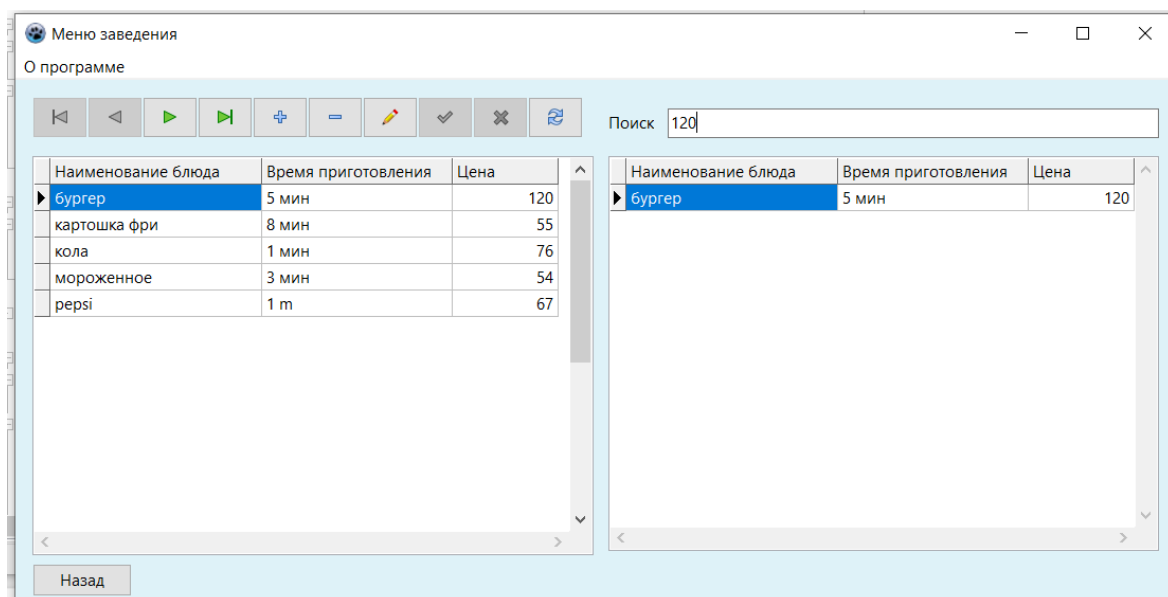 Меню заведения
О программе
Поиск 120
Наименование блюда Время приготовления Цена
бургер 5 мин 120
картошка фри 8 мин 55
кола 1 мин 76
мороженное 3 мин 54
pepsi 1 m 67
Наименование блюда Время приготовления Цена
бургер 5 мин 120
Назад